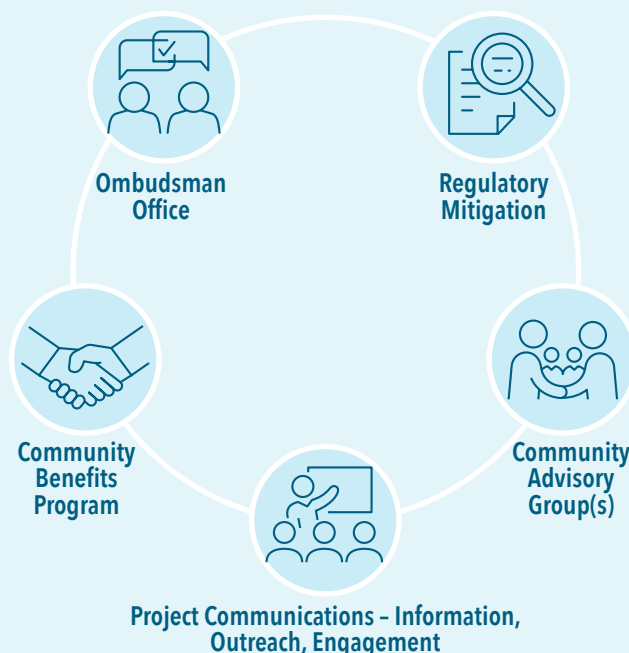 Ombudsman
Office
Regulatory
Mitigation
Community
Benefits
Program
Community
Advisory
Group(s)
Project Communications – Information,
Outreach, Engagement